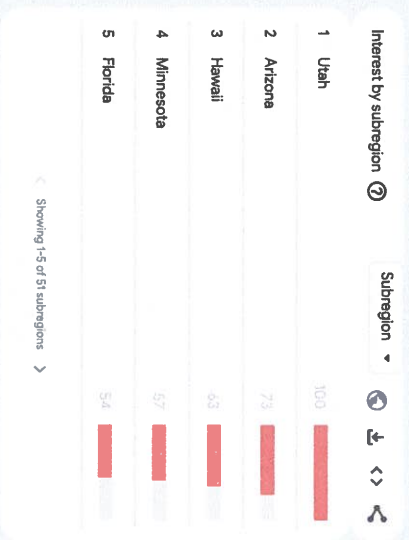 Interest by subregion
Subregion
1 Utah 100
2 Arizona 73
3 Hawaii 63
4 Minnesota 57
5 Florida 54
Showing 1-5 of 51 subregions